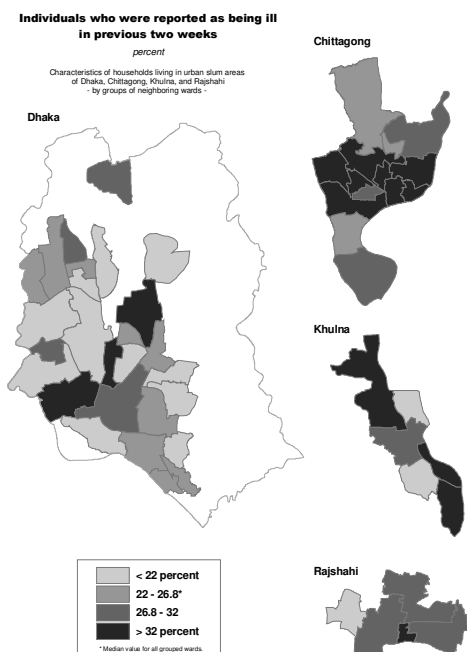 Individuals who were reported as being ill
in previous two weeks
percent
Characteristics of households living in urban slum areas
of Dhaka, Chittagong, Khulna, and Rajshahi
- by groups of neighboring wards -
Dhaka
Chittagong
Khulna
Rajshahi
< 22 percent
22 - 26.8*
26.8 - 32
> 32 percent
* Median value for all grouped wards.